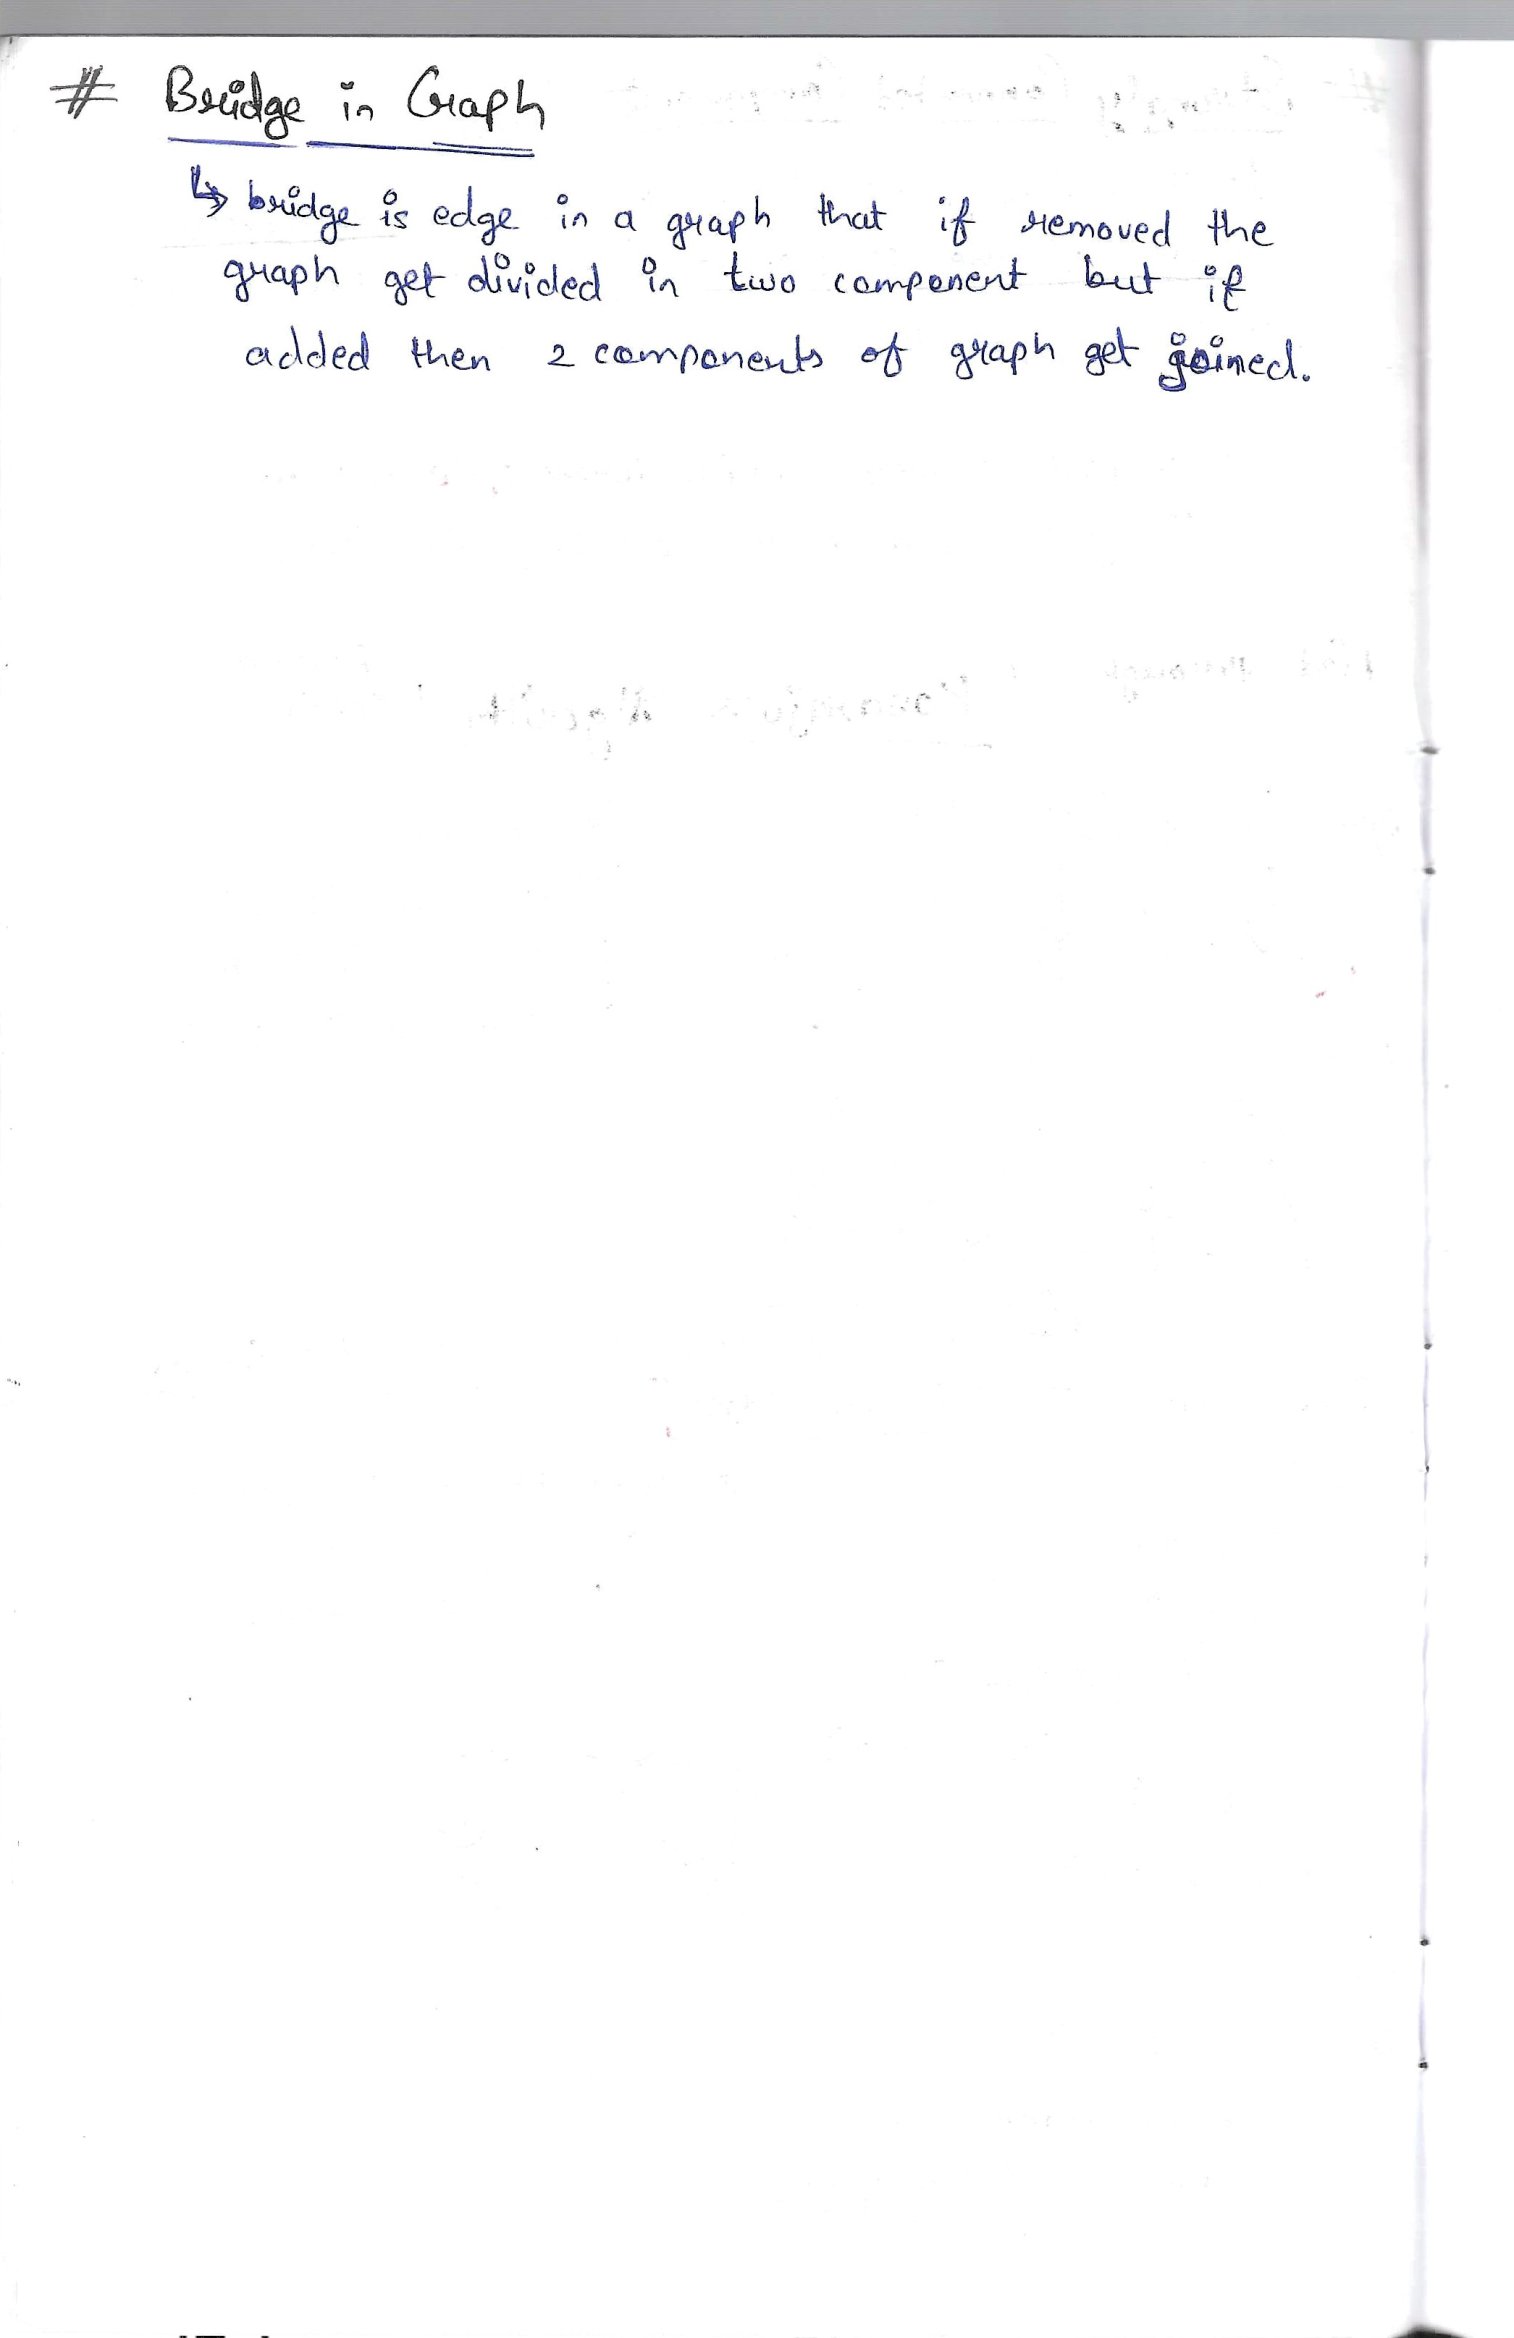 # Bridge in Graph
↳ bridge is edge in a graph that if removed the
graph get divided in two component but if
added then 2 components of graph get joined.